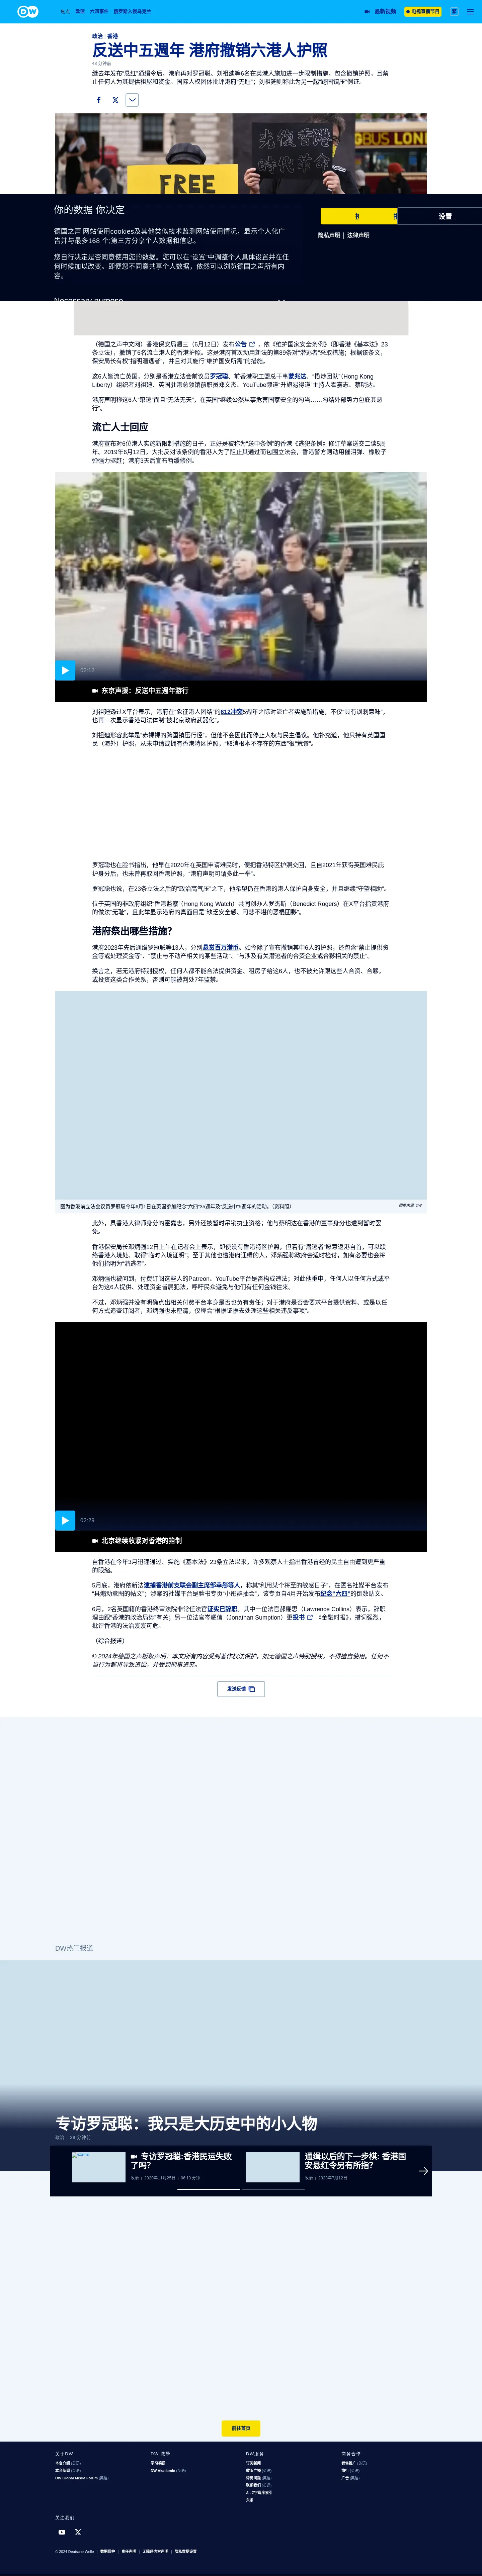 DW
焦点
欧盟
六四事件
俄罗斯入侵乌克兰
最新视频
电视直播节目
繁
政治 | 香港
反送中五週年 港府撤销六港人护照
46 分钟前
继去年发布“悬红”通缉令后，港府再对罗冠聪、刘祖廸等6名在英港人施加进一步限制措施，包含撤销护照，且禁止任何人为其提供租屋和资金。国际人权团体批评港府“无耻”；刘祖廸则称此为另一起“跨国镇压”例证。
FREE
光復香港
時代革命
BUS LOND
你的数据 你决定
德国之声网站使用cookies及其他类似技术监测网站使用情况，显示个人化广
告并与最多168 个;第三方分享个人数据和信息。
您自行决定是否同意使用您的数据。您可以在“设置”中调整个人具体设置并在任
何时候加以改变。即便您不同意共享个人数据，依然可以浏览德国之声所有内
容。
Necessary purpose
设置
隐私声明 | 法律声明
（德国之声中文网）香港保安局週三（6月12日）发布公告，依《维护国家安全条例》（即香港《基本法》23
条立法），撤销了6名流亡港人的香港护照。这是港府首次动用新法的第89条对“潜逃者”采取措施；根据该条文，
保安局长有权“指明潜逃者”，并且对其施行“维护国安所需”的措施。
这6人皆流亡英国，分别是香港立法会前议员罗冠聪、前香港职工盟总干事蒙兆达、“揽炒团队”（Hong Kong
Liberty）组织者刘祖廸、英国驻港总领馆前职员郑文杰、YouTube频道“升旗易得道”主持人霍嘉志、蔡明达。
港府声明称这6人“窜逃”而且“无法无天”，在英国“继续公然从事危害国家安全的勾当……勾结外部势力包庇其恶
行”。
流亡人士回应
港府宣布对6位港人实施新限制措施的日子，正好是被称为“送中条例”的香港《逃犯条例》修订草案送交二读5周
年。2019年6月12日，大批反对该条例的香港人为了阻止其通过而包围立法会，香港警方则动用催泪弹、橡胶子
弹强力驱赶；港府3天后宣布暂缓修例。
02:12
东京声援：反送中五週年游行
刘祖廸透过X平台表示，港府在“象征港人团结”的612冲突5週年之际对流亡者实施新措施，不仅“具有讽刺意味”，
也再一次显示香港司法体制“被北京政府武器化”。
刘祖廸形容此举是“赤裸裸的跨国镇压行径”，但他不会因此而停止人权与民主倡议。他补充道，他只持有英国国
民（海外）护照，从未申请或拥有香港特区护照，“取消根本不存在的东西”很“荒谬”。
罗冠聪也在脸书指出，他早在2020年在英国申请难民时，便把香港特区护照交回，且自2021年获得英国难民庇
护身分后，也未曾再取回香港护照，“港府声明可谓多此一举”。
罗冠聪也说，在23条立法之后的“政治高气压”之下，他希望仍在香港的港人保护自身安全，并且继续“守望相助”。
位于英国的非政府组织“香港监察”（Hong Kong Watch）共同创办人罗杰斯（Benedict Rogers）在X平台指责港府
的做法“无耻”，且此举显示港府的真面目是“缺乏安全感、可悲不堪的恶棍团夥”。
港府祭出哪些措施?
港府2023年先后通缉罗冠聪等13人，分别悬赏百万港币。如今除了宣布撤销其中6人的护照，还包含“禁止提供资
金等或处理资金等”、“禁止与不动产相关的某些活动”、“与涉及有关潜逃者的合资企业或合夥相关的禁止”。
换言之，若无港府特别授权，任何人都不能合法提供资金、租房子给这6人，也不被允许跟这些人合资、合夥，
或于投资这类合作关系，否则可能被判处7年监禁。
图为香港前立法会议员罗冠聪今年6月1日在英国参加纪念“六四”35週年及“反送中”5週年的活动。（资料照）
图像来源: DW
此外，具香港大律师身分的霍嘉志，另外还被暂时吊销执业资格；他与蔡明达在香港的董事身分也遭到暂时罢
免。
香港保安局长邓炳强12日上午在记者会上表示，即使没有香港特区护照，但若有“潜逃者”愿意返港自首，可以联
络香港入境处、取得“临时入境证明”；至于其他也遭港府通缉的人，邓炳强称政府会适时检讨，如有必要也会将
他们指明为“潜逃者”。
邓炳强也被问到，付费订阅这些人的Patreon、YouTube平台是否构成违法；对此他重申，任何人以任何方式或平
台为这6人提供、处理资金皆属犯法，呼吁民众避免与他们有任何金钱往来。
不过，邓炳强并没有明确点出相关付费平台本身是否也负有责任；对于港府是否会要求平台提供资料、或是以任
何方式追查订阅者，邓炳强也未厘清，仅称会“根据证据去处理这些相关违反事项”。
02:29
北京继续收紧对香港的箝制
自香港在今年3月迅速通过、实施《基本法》23条立法以来，许多观察人士指出香港曾经的民主自由遭到更严重
的限缩。
5月底，港府依新法逮捕香港前支联会副主席邹幸彤等人，称其“利用某个将至的敏感日子”，在匿名社媒平台发布
“具煽动意图的帖文”；涉案的社媒平台是脸书专页“小彤群抽会”，该专页自4月开始发布纪念“六四”的倒数贴文。
6月，2名英国籍的香港终审法院非常任法官证实已辞职。其中一位法官郝廉思（Lawrence Collins）表示，辞职
理由跟“香港的政治局势”有关；另一位法官岑耀信（Jonathan Sumption）更投书《金融时报》，措词强烈，
批评香港的法治岌岌可危。
（综合报道）
© 2024年德国之声版权声明：本文所有内容受到著作权法保护，如无德国之声特别授权，不得擅自使用。任何不
当行为都将导致追偿，并受到刑事追究。
发送反馈
DW热门报道
专访罗冠聪：我只是大历史中的小人物
政治 | 29 分钟前
专访罗冠聪:香港民运失败了吗？
政治 | 2020年11月25日 | 06:13 分钟
通缉以后的下一步棋: 香港国安悬红令另有所指？
政治 | 2023年7月12日
前往首页
关于DW
本台介绍 (英语)
本台新闻 (英语)
DW Global Media Forum (英语)
DW 教学
学习德语
DW Akademie (英语)
DW服务
订阅新闻
收听广播 (英语)
常见问题 (英语)
联系我们 (英语)
A - Z字母序索引
头条
商务合作
销售推广 (英语)
旅行 (英语)
广告 (英语)
关注我们
© 2024 Deutsche Welle | 数据保护 | 责任声明 | 无障碍内容声明 | 隐私数据设置